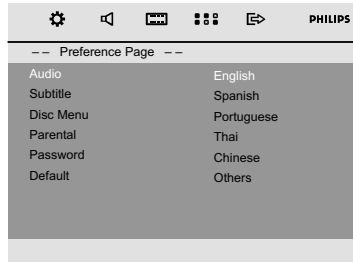 PHILIPS
-- Preference Page --
Audio English
Subtitle Spanish
Disc Menu Portuguese
Parental Thai
Password Chinese
Default Others